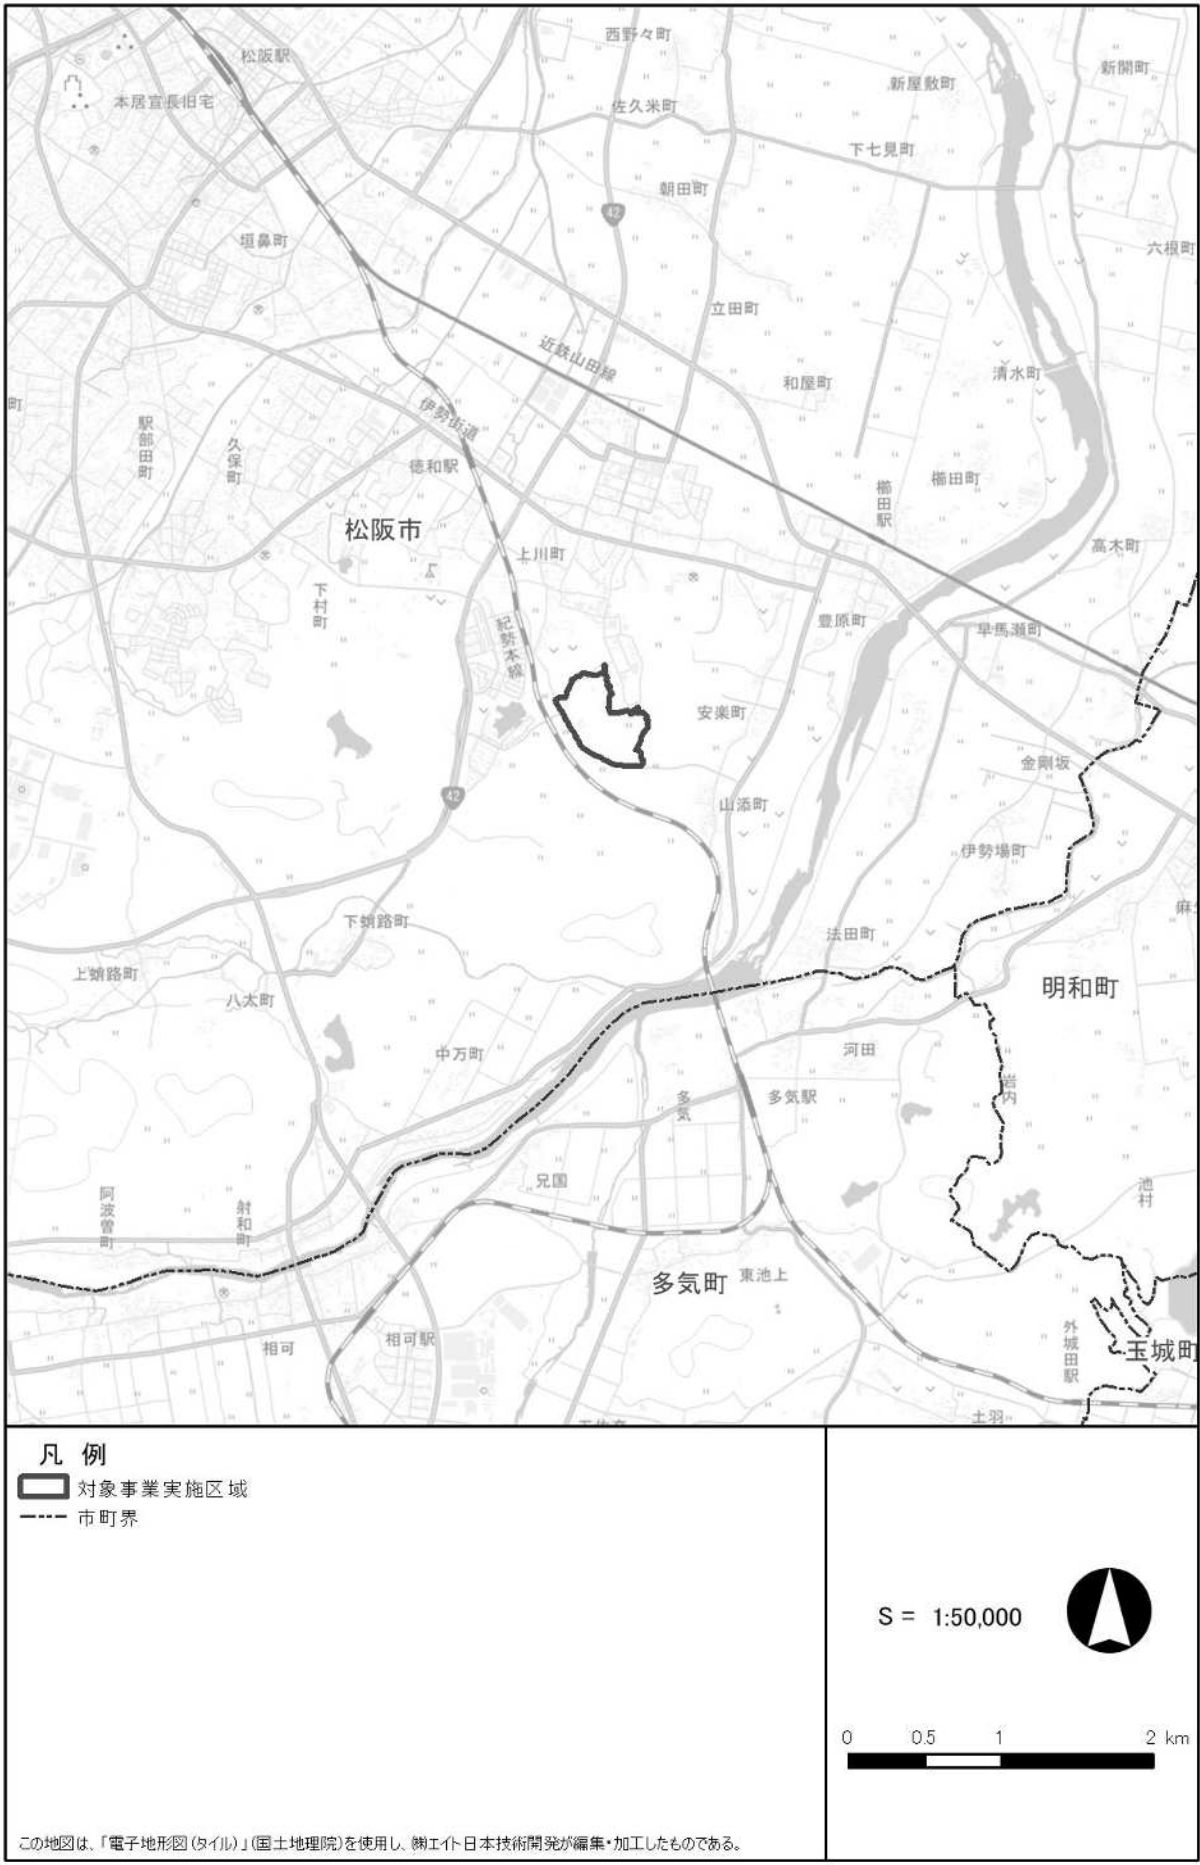 西野々町
松阪駅
新開町
新屋敷町
本居宣長旧宅
佐久米町
下七見町
朝田町
42
垣鼻町
六根町
立田町
近鉄山田線
清水町
和屋町
町
伊勢街道
駅部田町
久保町
徳和駅
櫛田町
櫛田駅
松阪市
高木町
上川町
下村町
豊原町
早馬瀬町
紀勢本線
安楽町
金剛坂
42
山添町
伊勢場町
下蛸路町
法田町
上蛸路町
明和町
八太町
中万町
河田
岩内
多気
多気駅
兄国
池村
阿波曽町
射和町
多気町
東池上
相可
相可駅
外城田駅
玉城町
土羽
凡 例
対象事業実施区域
市町界
S = 1:50,000
0 0.5 1 2 km
この地図は、「電子地形図(タイル)」(国土地理院)を使用し、㈱エイト日本技術開発が編集・加工したものである。